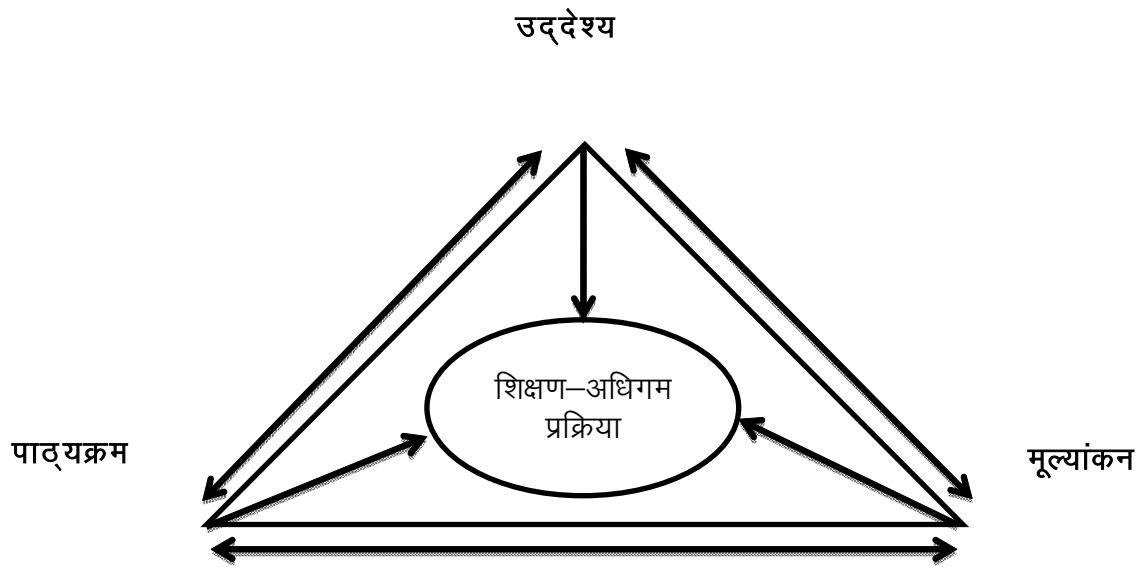 उद्देश्य
शिक्षण–अधिगम
प्रक्रिया
पाठ्यक्रम
मूल्यांकन